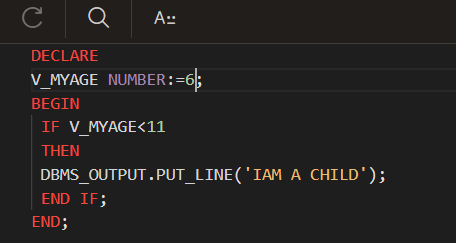 A::
DECLARE
V_MYAGE NUMBER:=6;
BEGIN
IF V_MYAGE<11
THEN
DBMS_OUTPUT.PUT_LINE('IAM A CHILD');
END IF;
END;